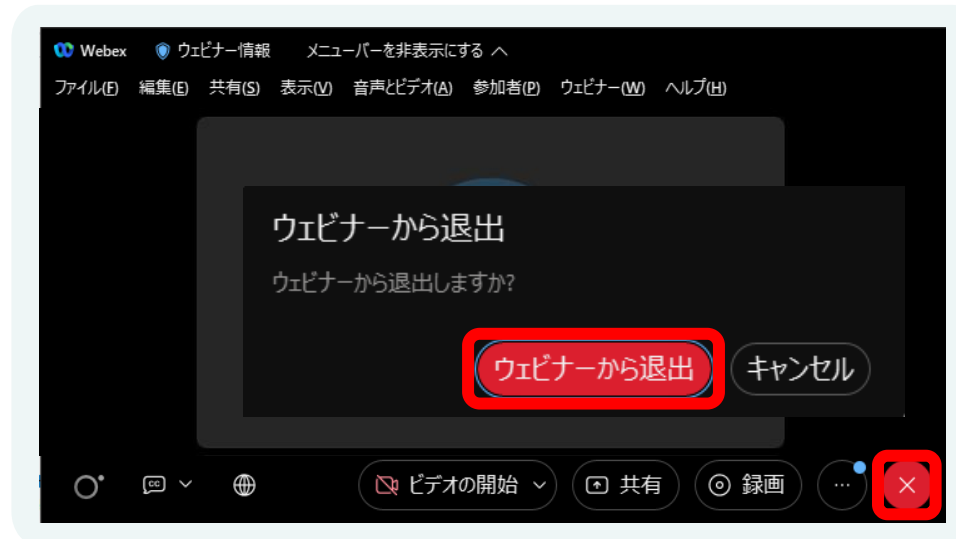 Webex ウェビナー情報 メニューバーを非表示にする
ファイル(F) 編集(E) 共有(S) 表示(V) 音声とビデオ(A) 参加者(P) ウェビナー(W) ヘルプ(H)
ウェビナーから退出
ウェビナーから退出しますか?
ウェビナーから退出 キャンセル
CC ビデオの開始 共有 録画 ...